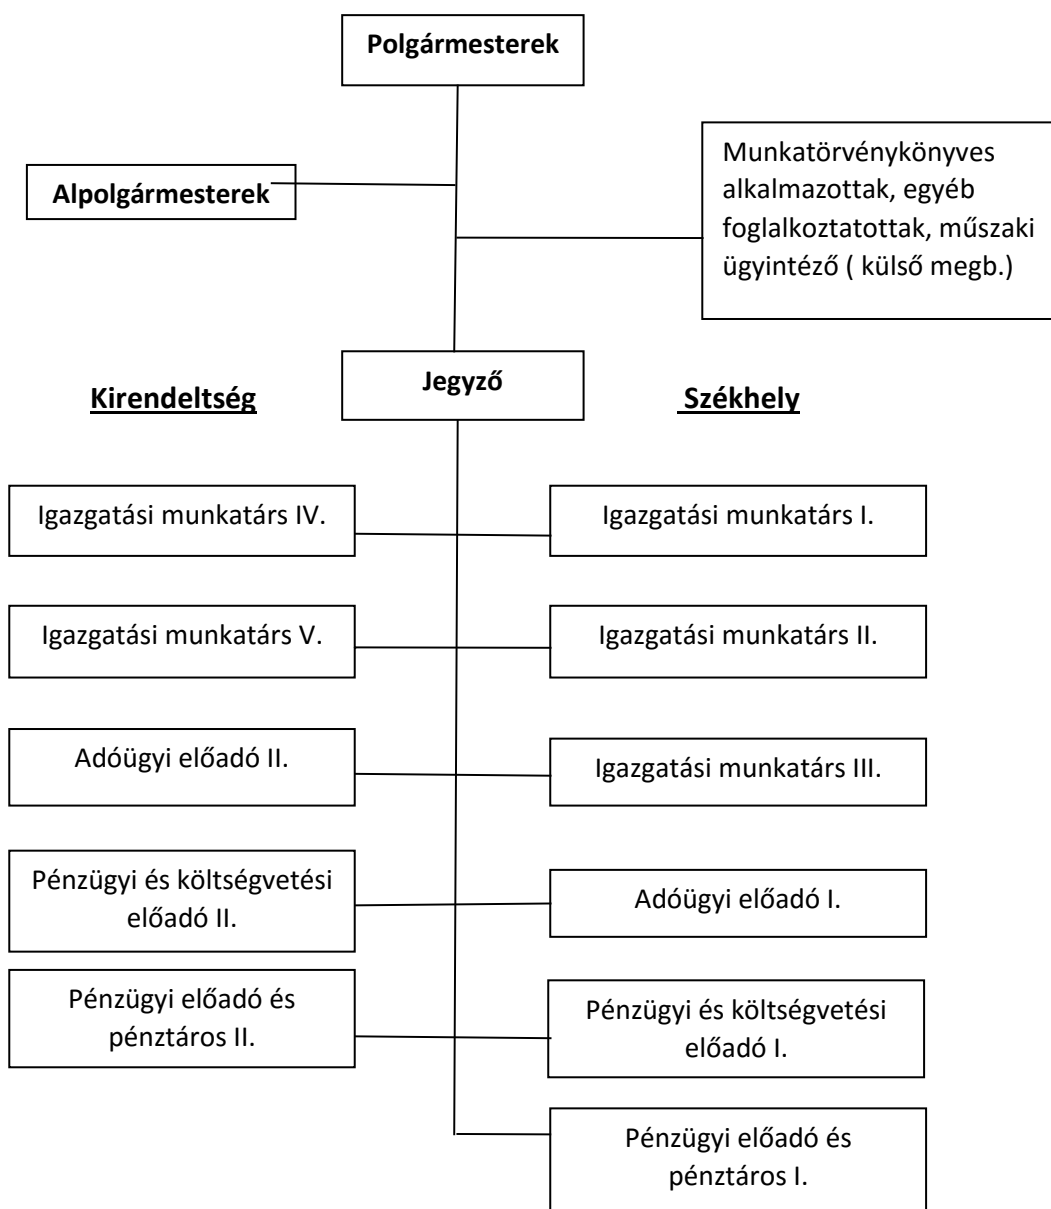 Polgármesterek
Alpolgármesterek
Munkatörvénykönyves
alkalmazottak, egyéb
foglalkoztatottak, műszaki
ügyintéző ( külső megb.)
Jegyző
Kirendeltség
Székhely
Igazgatási munkatárs IV.
Igazgatási munkatárs I.
Igazgatási munkatárs V.
Igazgatási munkatárs II.
Adóügyi előadó II.
Igazgatási munkatárs III.
Pénzügyi és költségvetési
előadó II.
Adóügyi előadó I.
Pénzügyi előadó és
pénztáros II.
Pénzügyi és költségvetési
előadó I.
Pénzügyi előadó és
pénztáros I.